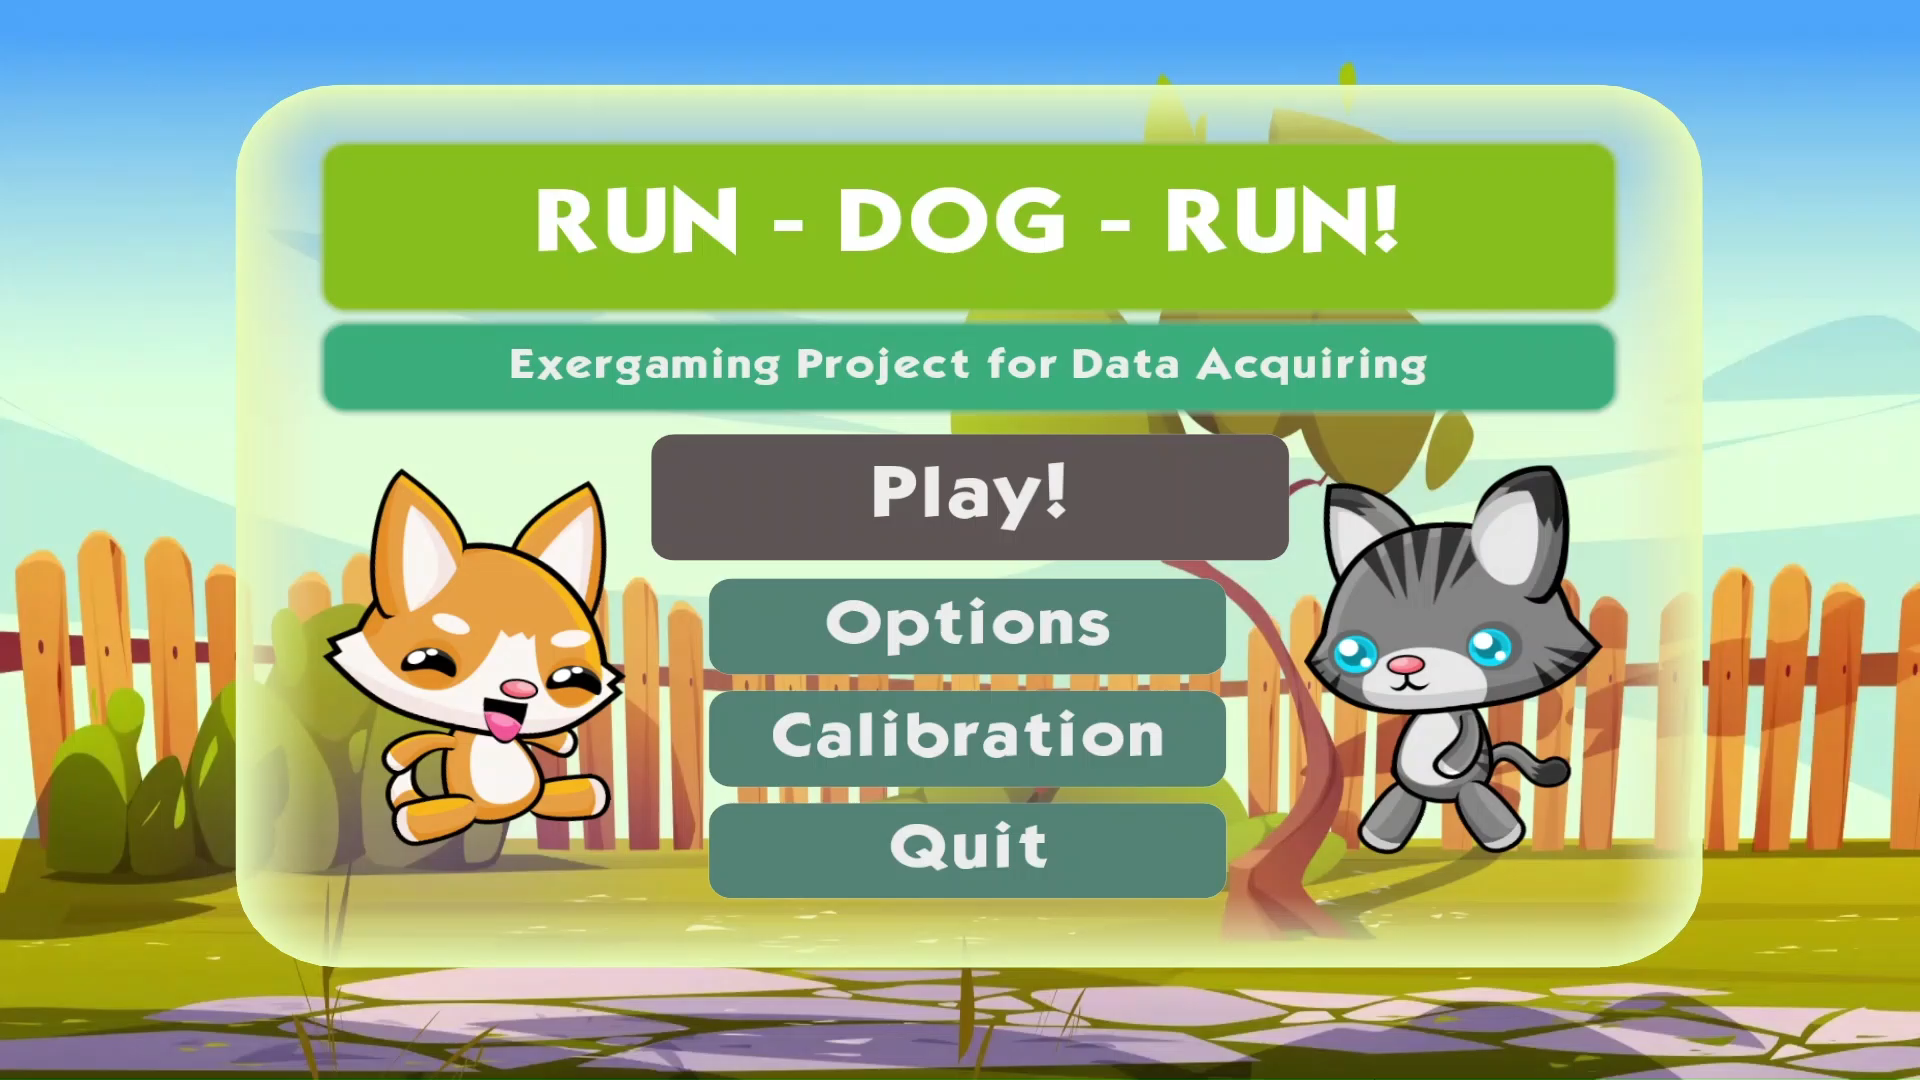 RUN - DOG - RUN!
Exergaming Project for Data Acquiring
Play!
Options
Calibration
Quit